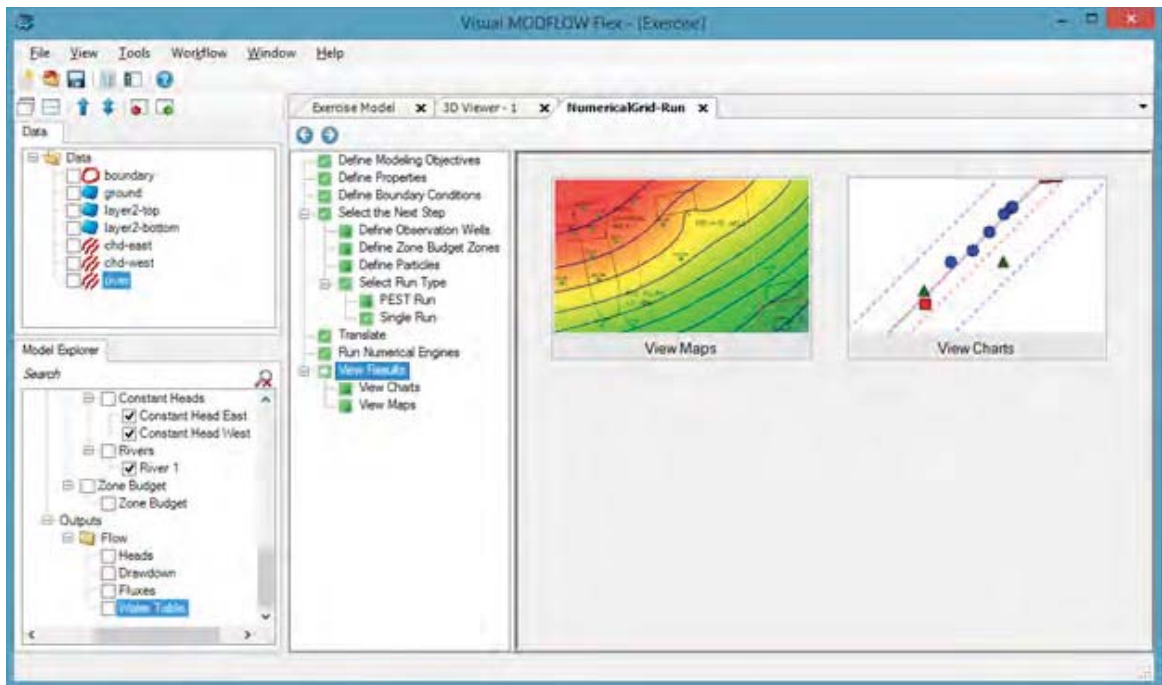 Visual MODFLOW Flex - [Exercise]
File View Tools Workflow Window Help
Exercise Model 3D Viewer - 1 NumericalGrid-Run
Data
Data
boundary
ground
layer2-top
layer2-bottom
chd-east
chd-west
river
Model Explorer
Search
Constant Heads
Constant Head East
Constant Head West
Rivers
River 1
Zone Budget
Zone Budget
Outputs
Flow
Heads
Drawdown
Fluxes
Water Table
Define Modeling Objectives
Define Properties
Define Boundary Conditions
Select the Next Step
Define Observation Wells
Define Zone Budget Zones
Define Particles
Select Run Type
PEST Run
Single Run
Translate
Run Numerical Engines
View Results
View Charts
View Maps
View Maps
View Charts